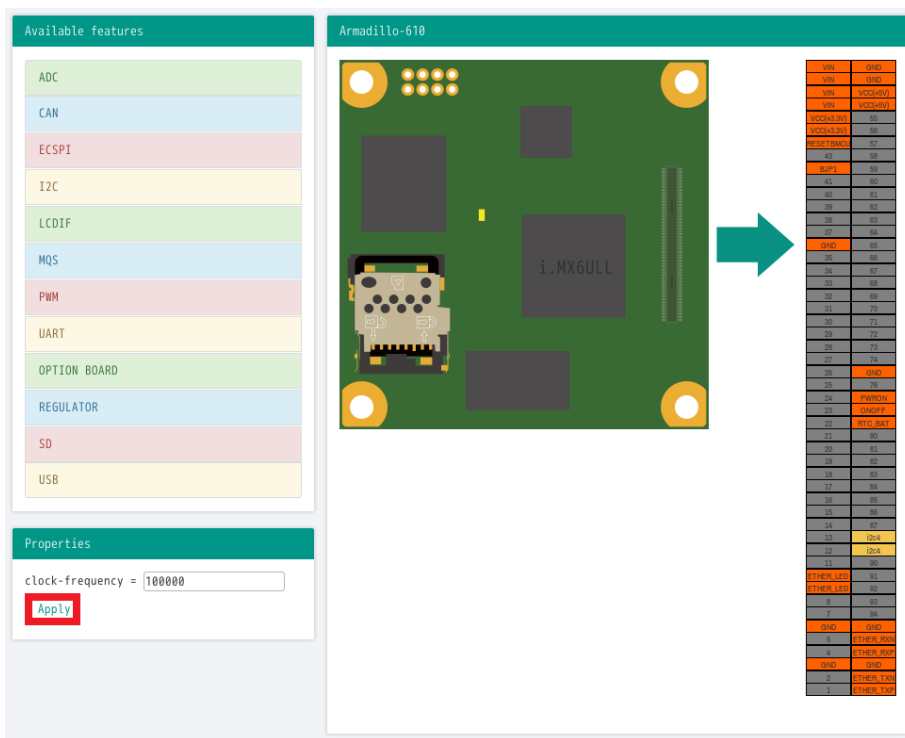 Available features
ADC
CAN
ECSPI
I2C
LCDIF
MQS
PWM
UART
OPTION BOARD
REGULATOR
SD
USB
Properties
clock-frequency = 100000
Apply
Armadillo-610
i.MX6ULL
VIN GND
VIN GND
VIN VCC(+5V)
VIN VCC(+5V)
VCC(+3.3V) 55
VCC(+3.3V) 56
RESETBMCU 57
43 58
BJP1 59
41 60
40 61
39 62
38 63
37 64
GND 65
35 66
34 67
33 68
32 69
31 70
30 71
29 72
28 73
27 74
26 GND
25 76
24 PWRON
23 ONOFF
22 RTC_BAT
21 80
20 81
19 82
18 83
17 84
16 85
15 86
14 87
13 i2c4
12 i2c4
11 90
ETHER_LED 91
ETHER_LED 92
8 93
7 94
GND GND
5 ETHER_RXN
4 ETHER_RXP
GND GND
2 ETHER_TXN
1 ETHER_TXP